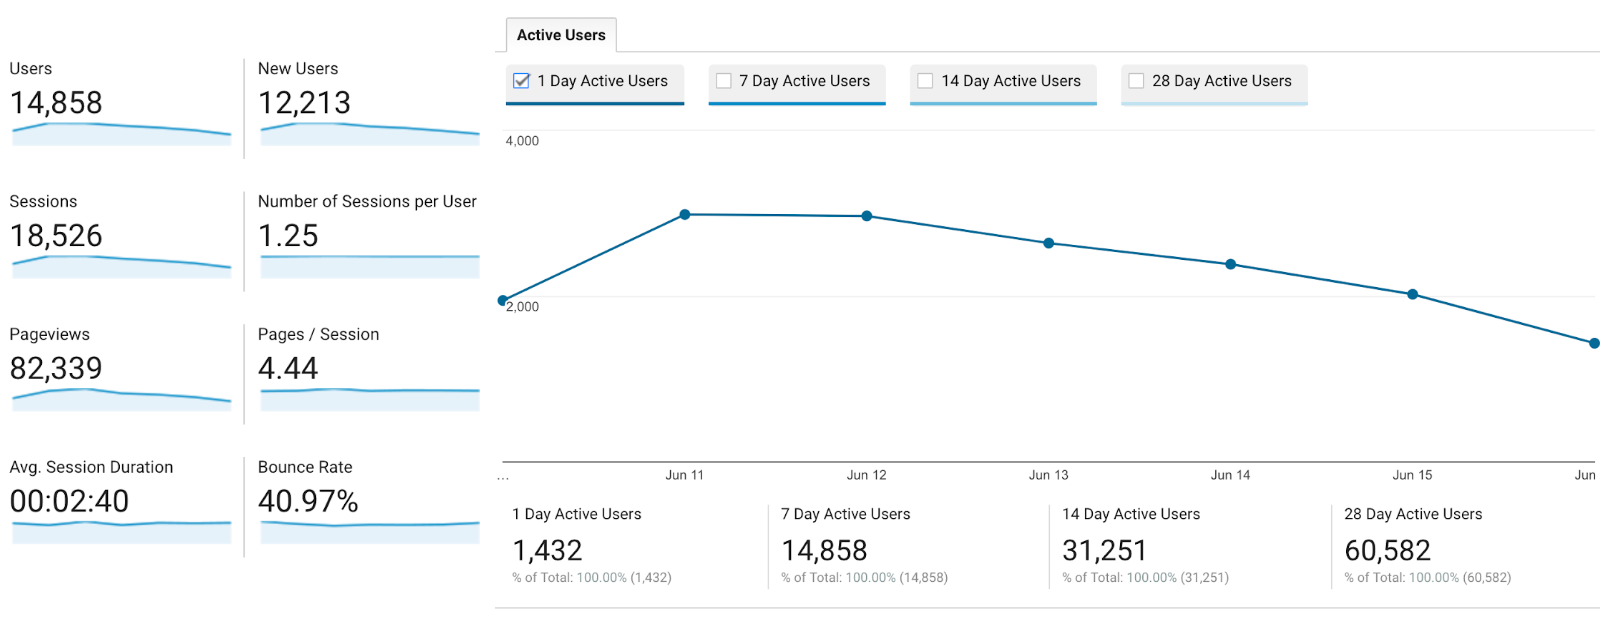 Users
14,858
New Users
12,213
Sessions
18,526
Number of Sessions per User
1.25
Pageviews
82,339
Pages / Session
4.44
Avg. Session Duration
00:02:40
Bounce Rate
40.97%
Active Users
1 Day Active Users
7 Day Active Users
14 Day Active Users
28 Day Active Users
4,000
2,000
...
Jun 11
Jun 12
Jun 13
Jun 14
Jun 15
Jun
1 Day Active Users
1,432
% of Total: 100.00% (1,432)
7 Day Active Users
14,858
% of Total: 100.00% (14,858)
14 Day Active Users
31,251
% of Total: 100.00% (31,251)
28 Day Active Users
60,582
% of Total: 100.00% (60,582)